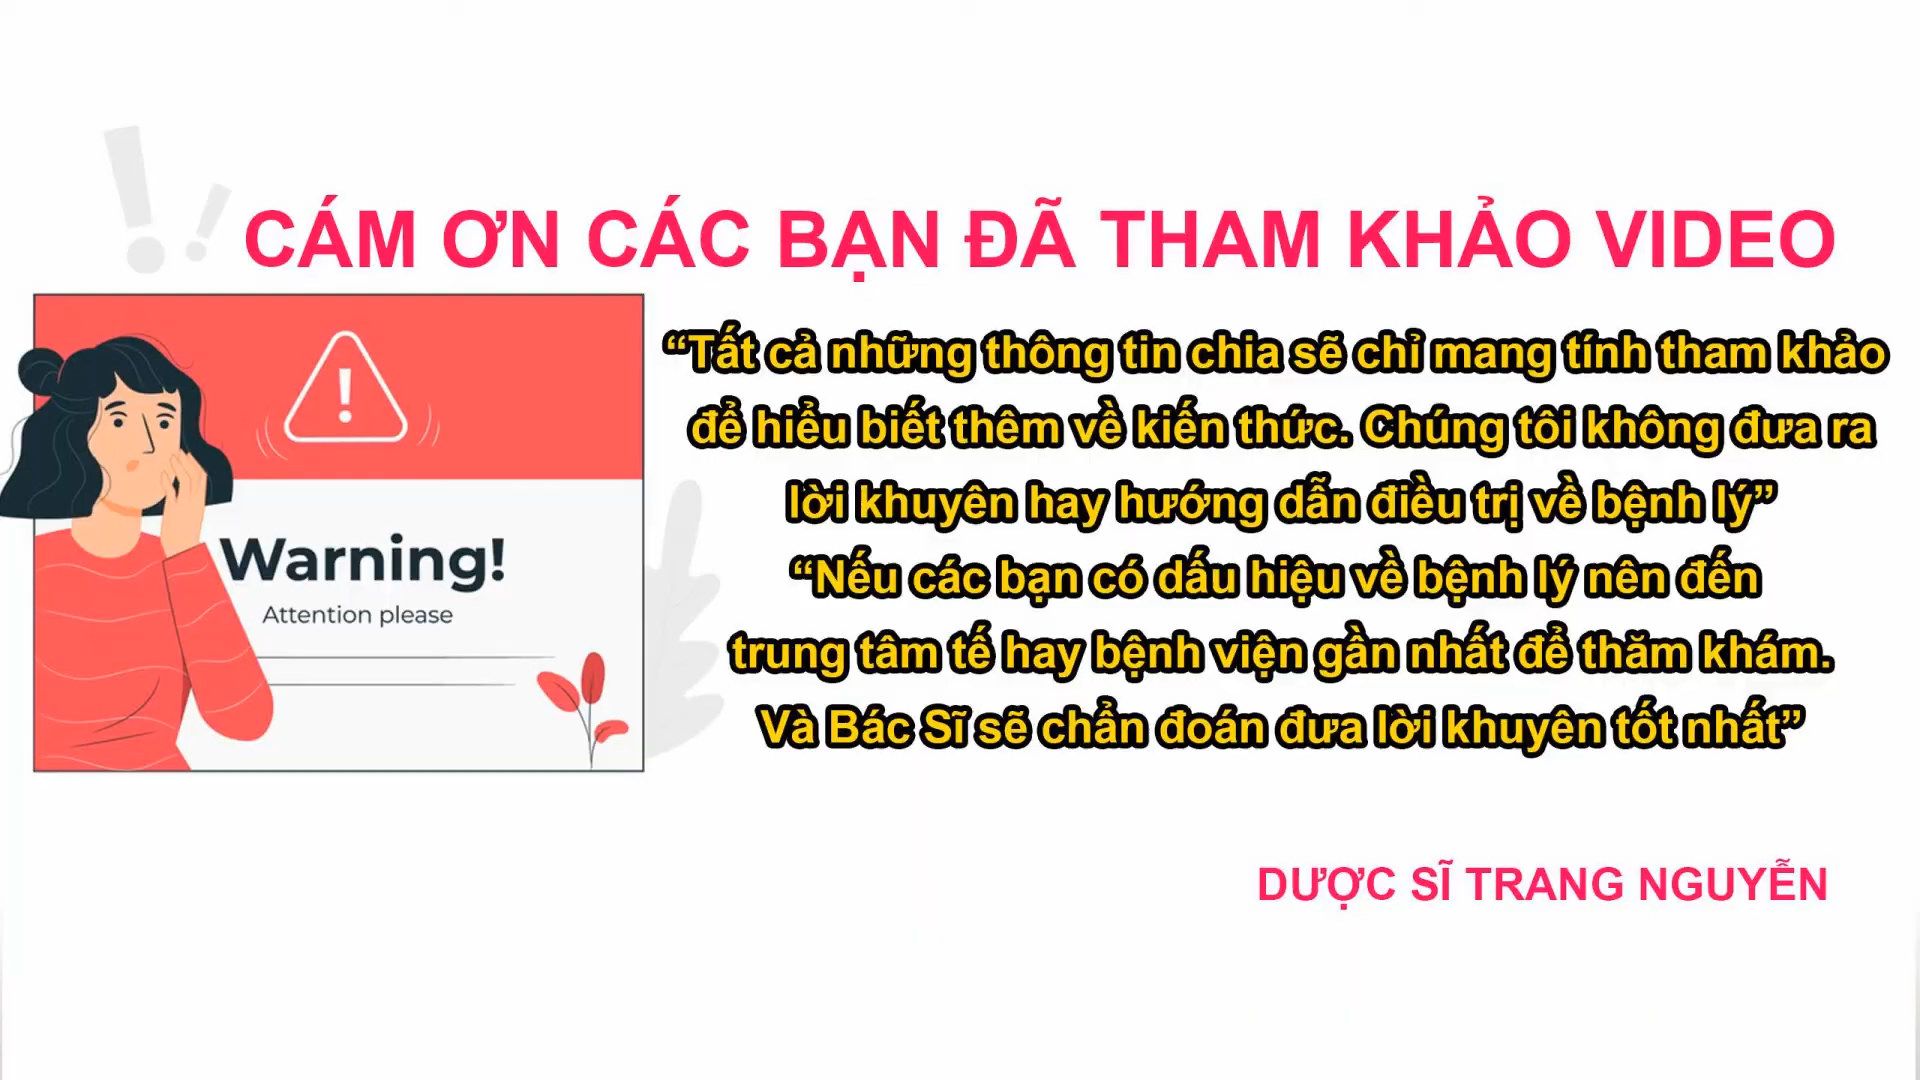 CÁM ƠN CÁC BẠN ĐÃ THAM KHẢO VIDEO
“Tất cả những thông tin chia sẽ chỉ mang tính tham khảo
để hiểu biết thêm về kiến thức. Chúng tôi không đưa ra
lời khuyên hay hướng dẫn điều trị về bệnh lý”
“Nếu các bạn có dấu hiệu về bệnh lý nên đến
trung tâm tế hay bệnh viện gần nhất để thăm khám.
Và Bác Sĩ sẽ chẩn đoán đưa lời khuyên tốt nhất”
Warning!
Attention please
DƯỢC SĨ TRANG NGUYỄN